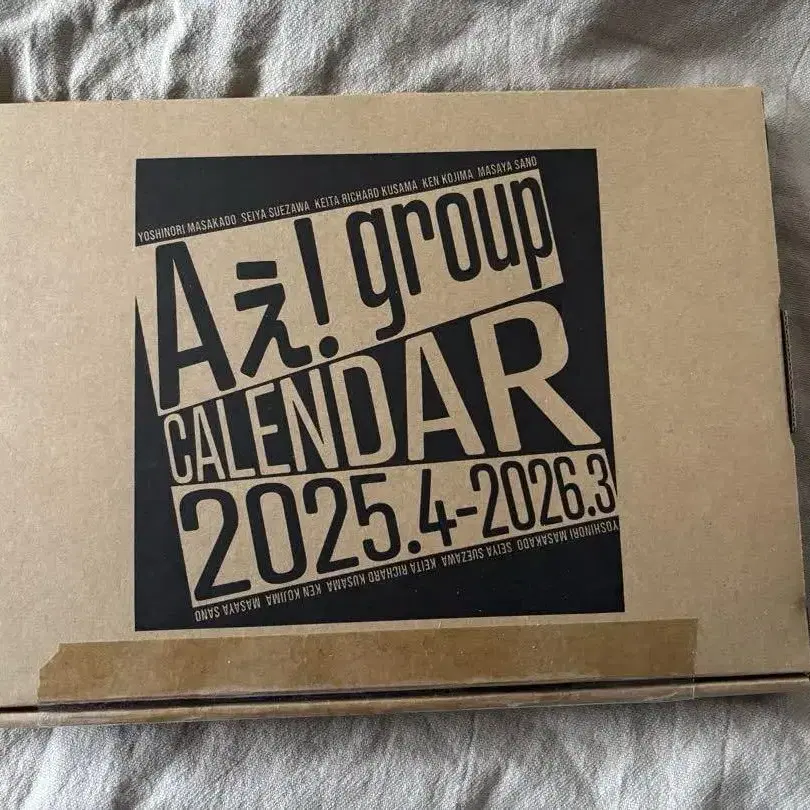 YOSHINORI MASAKADO SEIYA SUEZAWA KEITA RICHARD KUSAMA KEN KOJIMA MASAYA SANO
Aぇ! group
CALENDAR
2025.4-2026.3
YOSHINORI MASAKADO SEIYA SUEZAWA KEITA RICHARD KUSAMA KEN KOJIMA MASAYA SANO